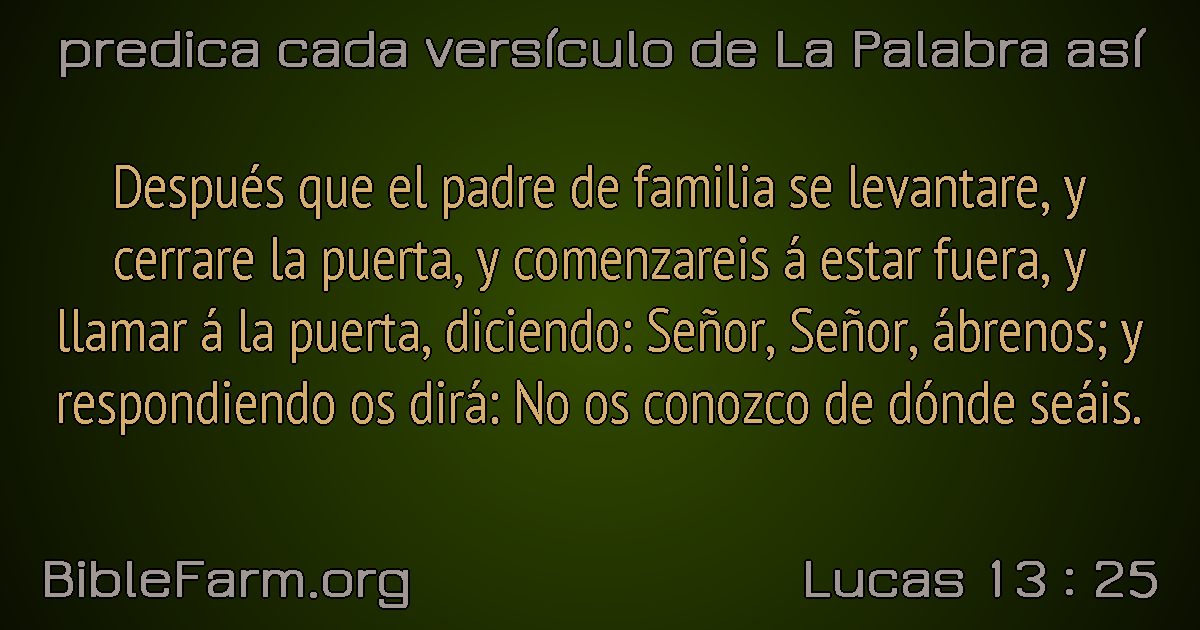 predica cada versículo de La Palabra así
Después que el padre de familia se levantare, y
cerrare la puerta, y comenzareis á estar fuera, y
llamar á la puerta, diciendo: Señor, Señor, ábrenos; y
respondiendo os dirá: No os conozco de dónde seáis.
BibleFarm.org
Lucas 13 : 25